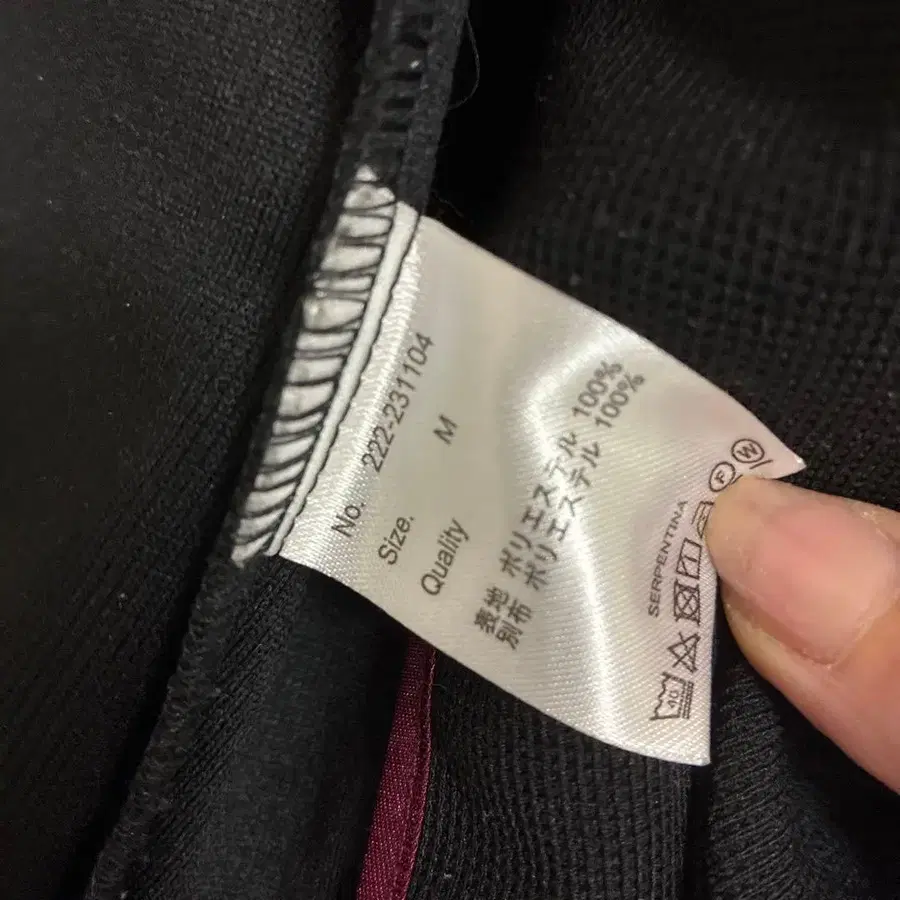 No. 222-231104
Size. M
Quality
表地 ポリエステル 100%
別布 ポリエステル 100%
SERPENTINA
40 F W